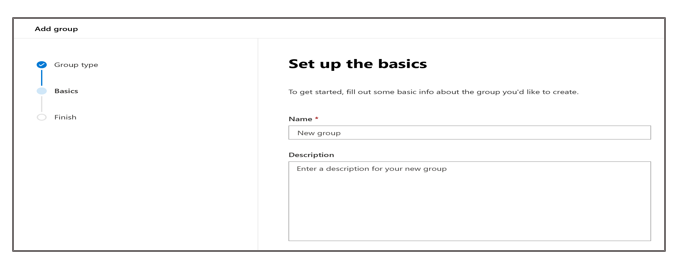 Add group
Group type
Basics
Finish
Set up the basics
To get started, fill out some basic info about the group you'd like to create.
Name *
New group
Description
Enter a description for your new group